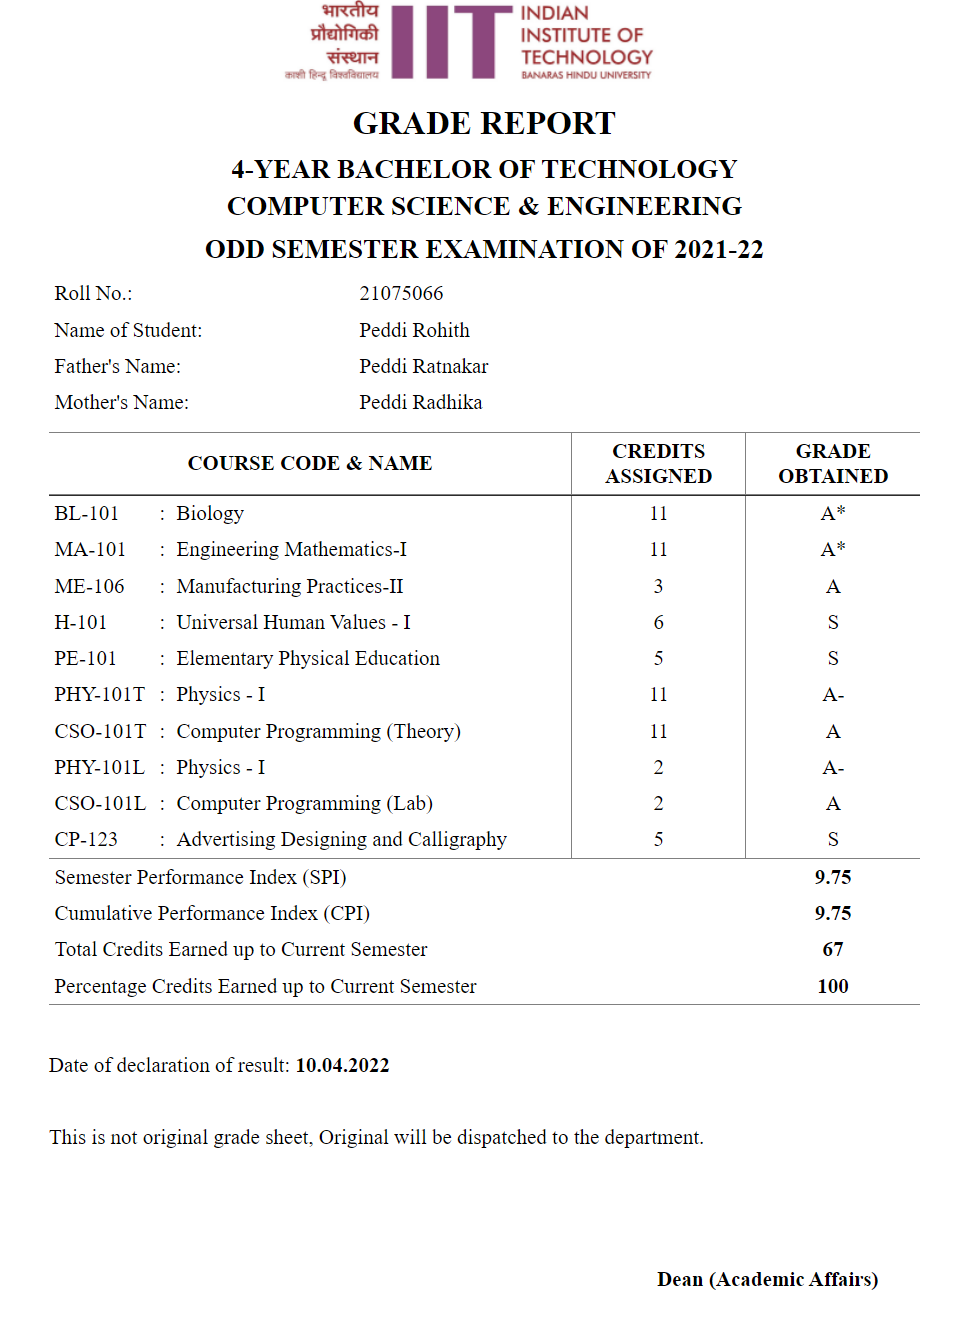 भारतीय
प्रौद्योगिकी
संस्थान
काशी हिन्दू विश्वविद्यालय
IIT
INDIAN
INSTITUTE OF
TECHNOLOGY
BANARAS HINDU UNIVERSITY
GRADE REPORT
4-YEAR BACHELOR OF TECHNOLOGY
COMPUTER SCIENCE & ENGINEERING
ODD SEMESTER EXAMINATION OF 2021-22
Roll No.: 21075066
Name of Student: Peddi Rohith
Father's Name: Peddi Ratnakar
Mother's Name: Peddi Radhika
COURSE CODE & NAME CREDITS ASSIGNED GRADE OBTAINED
BL-101 : Biology 11 A*
MA-101 : Engineering Mathematics-I 11 A*
ME-106 : Manufacturing Practices-II 3 A
H-101 : Universal Human Values - I 6 S
PE-101 : Elementary Physical Education 5 S
PHY-101T : Physics - I 11 A-
CSO-101T : Computer Programming (Theory) 11 A
PHY-101L : Physics - I 2 A-
CSO-101L : Computer Programming (Lab) 2 A
CP-123 : Advertising Designing and Calligraphy 5 S
Semester Performance Index (SPI) 9.75
Cumulative Performance Index (CPI) 9.75
Total Credits Earned up to Current Semester 67
Percentage Credits Earned up to Current Semester 100
Date of declaration of result: 10.04.2022
This is not original grade sheet, Original will be dispatched to the department.
Dean (Academic Affairs)